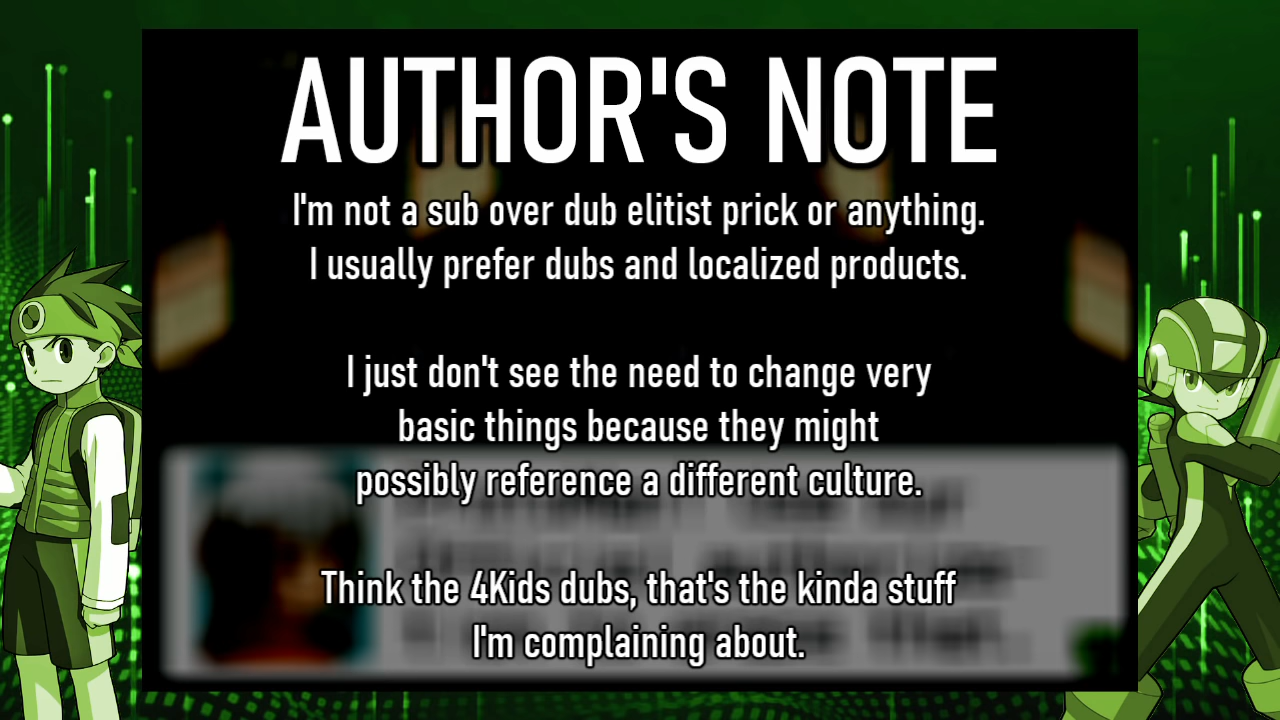 AUTHOR'S NOTE
I'm not a sub over dub elitist prick or anything.
I usually prefer dubs and localized products.
I just don't see the need to change very
basic things because they might
possibly reference a different culture.
Think the 4Kids dubs, that's the kinda stuff
I'm complaining about.